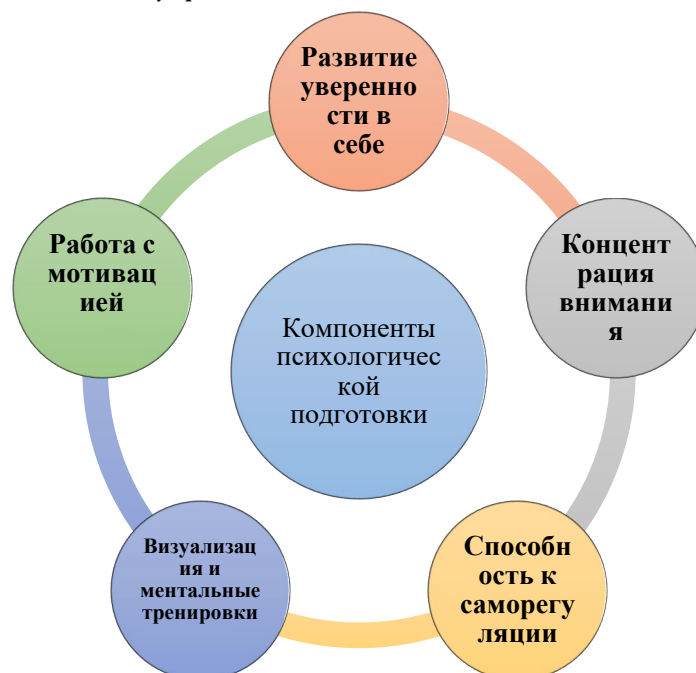 Развитие
уверенно
сти в
себе
Концент
рация
внимани
я
Способн
ость к
саморегу
ляции
Визуализац
ия и
ментальные
тренировки
Работа с
мотивац
ией
Компоненты
психологичес
кой
подготовки